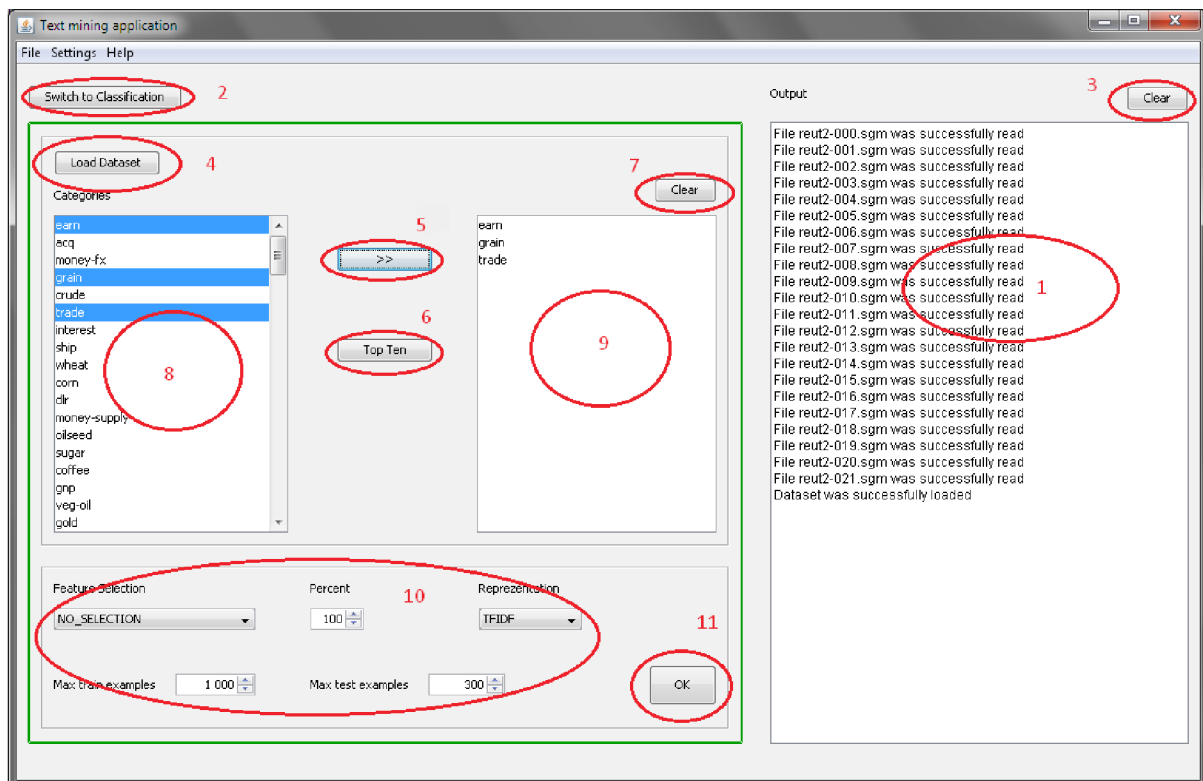 Text mining application
File Settings Help
Switch to Classification
2
Output
3
Clear
Load Dataset
4
7
Clear
Categories
earn
acq
money-fx
grain
crude
trade
interest
ship
wheat
corn
dlr
money-supply
oilseed
sugar
coffee
gnp
veg-oil
gold
8
5
>>
6
Top Ten
earn
grain
trade
9
File reut2-000.sgm was successfully read
File reut2-001.sgm was successfully read
File reut2-002.sgm was successfully read
File reut2-003.sgm was successfully read
File reut2-004.sgm was successfully read
File reut2-005.sgm was successfully read
File reut2-006.sgm was successfully read
File reut2-007.sgm was successfully read
File reut2-008.sgm was successfully read
File reut2-009.sgm was successfully read
File reut2-010.sgm was successfully read
File reut2-011.sgm was successfully read
File reut2-012.sgm was successfully read
File reut2-013.sgm was successfully read
File reut2-014.sgm was successfully read
File reut2-015.sgm was successfully read
File reut2-016.sgm was successfully read
File reut2-017.sgm was successfully read
File reut2-018.sgm was successfully read
File reut2-019.sgm was successfully read
File reut2-020.sgm was successfully read
File reut2-021.sgm was successfully read
Dataset was successfully loaded
1
Feature Selection
Percent
10
Reprezentation
NO_SELECTION
100
TFIDF
11
Max train examples
1 000
Max test examples
300
OK